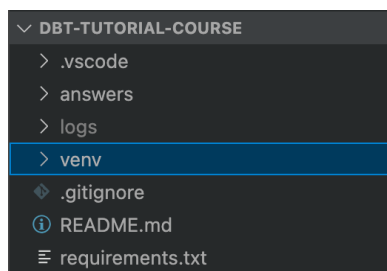 DBT-TUTORIAL-COURSE
.vscode
answers
logs
venv
.gitignore
README.md
requirements.txt